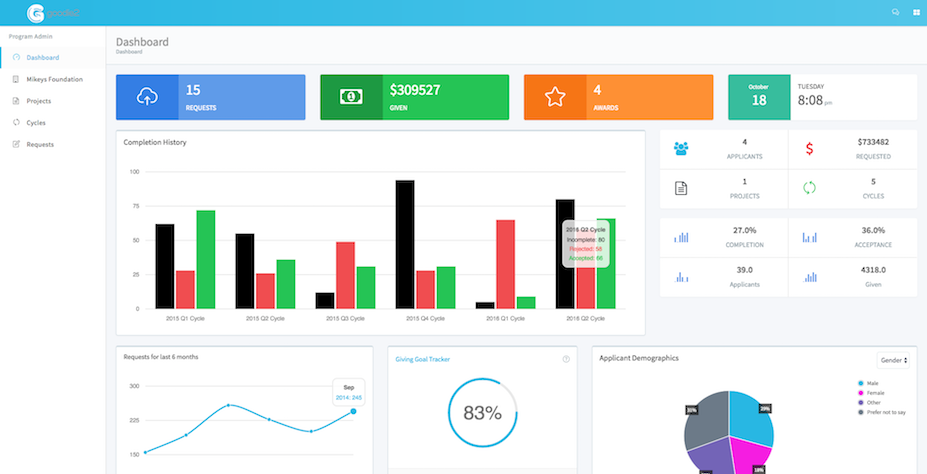 Program Admin
Dashboard
Mikeys Foundation
Projects
Cycles
Requests
Dashboard
Dashboard
15
REQUESTS
$309527
GIVEN
4
AWARDS
October
18
TUESDAY
8:08 pm
Completion History
100
75
50
25
0
2015 Q1 Cycle
2015 Q2 Cycle
2015 Q3 Cycle
2015 Q4 Cycle
2016 Q1 Cycle
2016 Q2 Cycle
2016 Q2 Cycle
Incomplete: 80
Rejected: 58
Accepted: 66
4
APPLICANTS
$733482
REQUESTED
1
PROJECTS
5
CYCLES
27.0%
COMPLETION
36.0%
ACCEPTANCE
39.0
Applicants
4318.0
Given
Requests for last 6 months
300
225
150
Sep
2014: 245
Giving Goal Tracker
83%
Applicant Demographics
Gender
Male
Female
Other
Prefer not to say